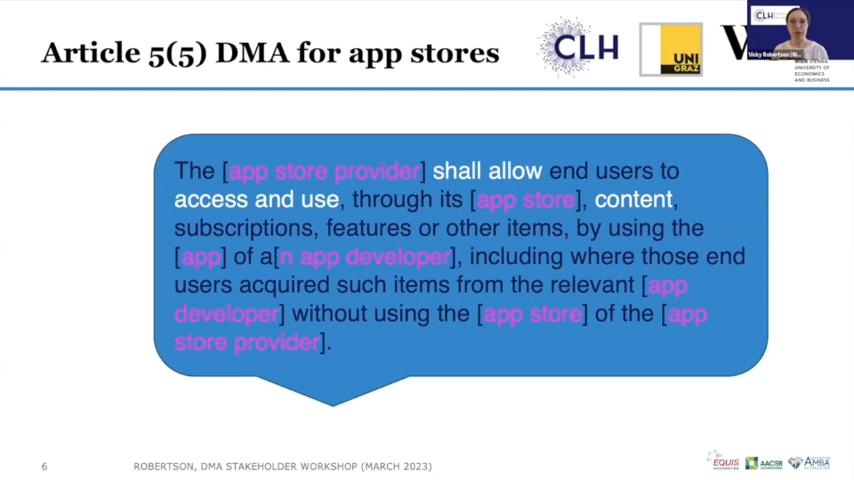 Article 5(5) DMA for app stores
CLH
UNI
GRAZ
W
CLH
Vicky Robertson (W...
VIENNA
UNIVERSITY OF
ECONOMICS
AND BUSINESS
The [app store provider] shall allow end users to
access and use, through its [app store], content,
subscriptions, features or other items, by using the
[app] of a[n app developer], including where those end
users acquired such items from the relevant [app
developer] without using the [app store] of the [app
store provider].
6
ROBERTSON, DMA STAKEHOLDER WORKSHOP (MARCH 2023)
EQUIS
ACCREDITED
AACSB
ACCREDITED
AMBA
ACCREDITED